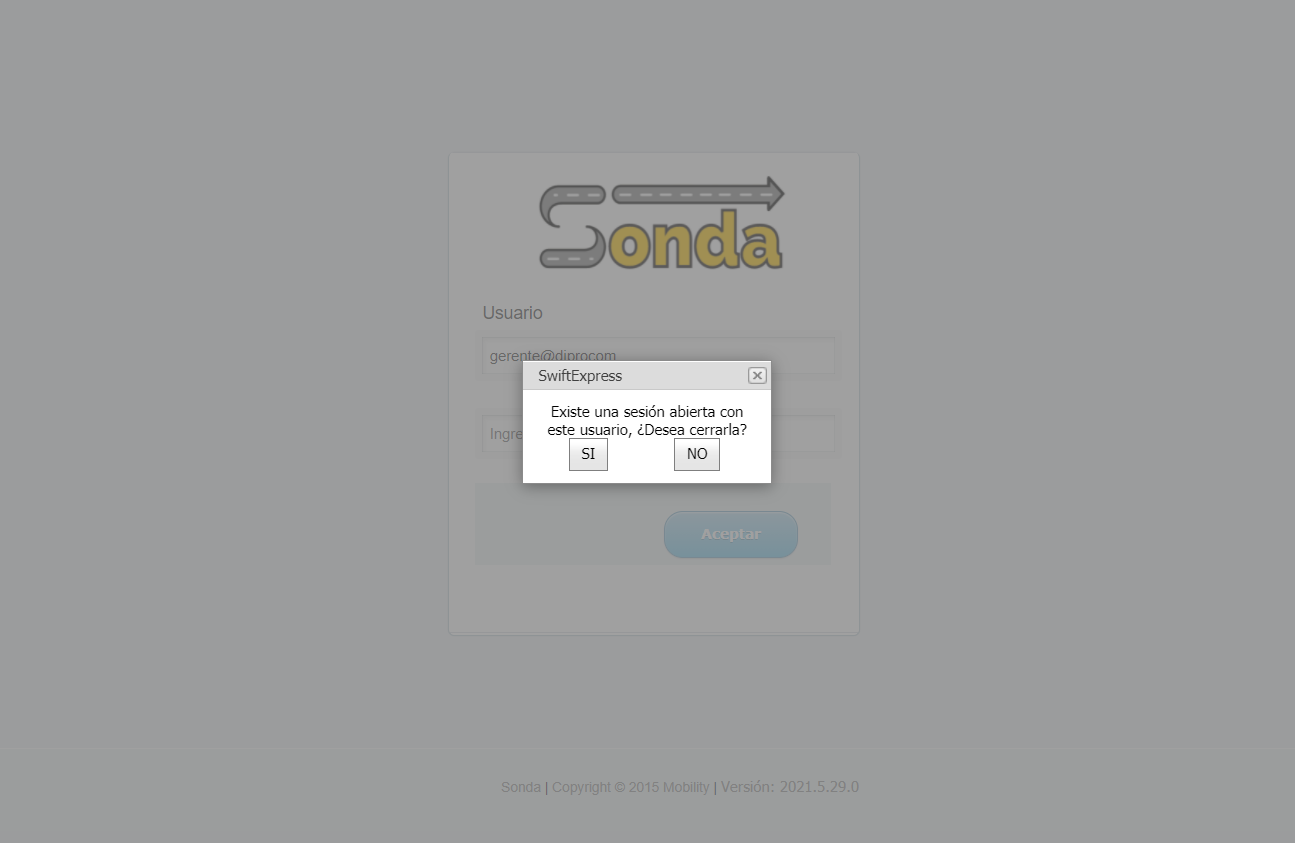 Sonda
Usuario
gerente@diprocom
SwiftExpress
Existe una sesión abierta con
este usuario, ¿Desea cerrarla?
SI NO
Aceptar
Sonda | Copyright © 2015 Mobility | Versión: 2021.5.29.0